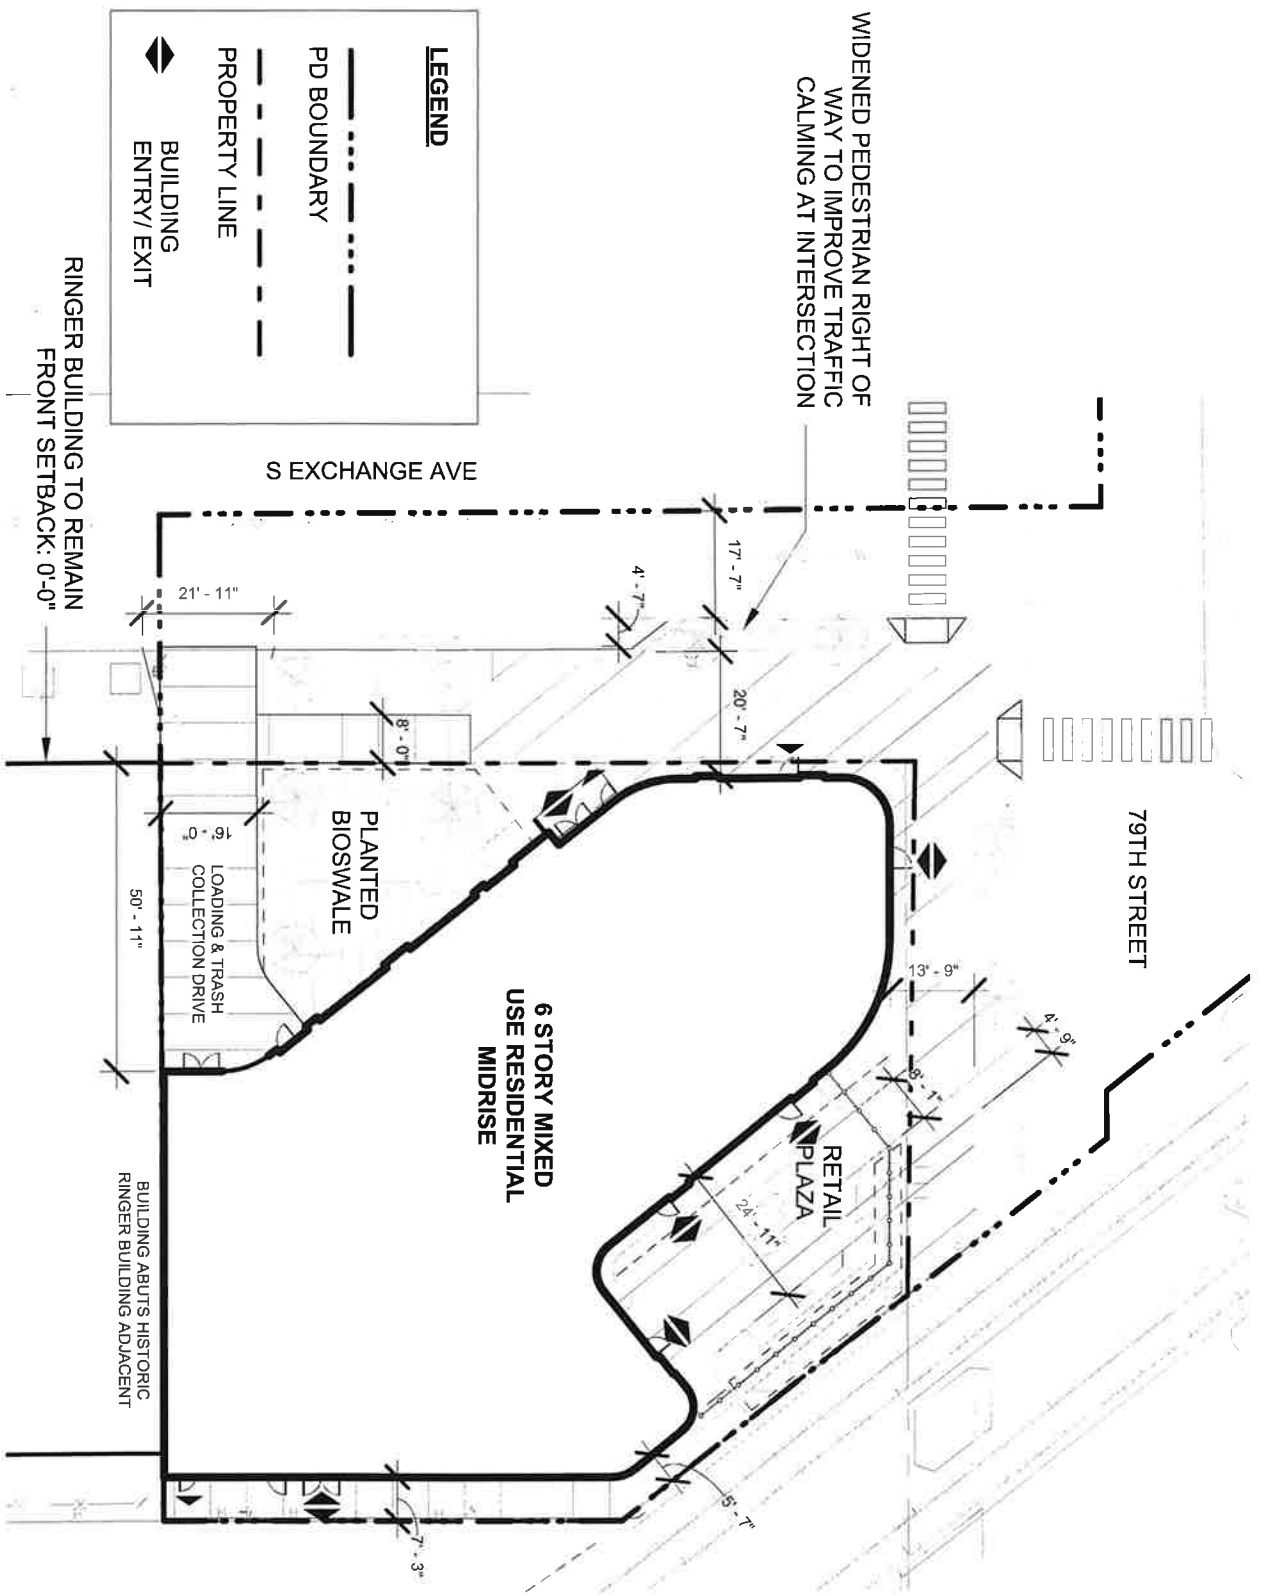 WIDENED PEDESTRIAN RIGHT OF
WAY TO IMPROVE TRAFFIC
CALMING AT INTERSECTION
LEGEND
PD BOUNDARY
PROPERTY LINE
BUILDING
ENTRY/ EXIT
RINGER BUILDING TO REMAIN
FRONT SETBACK: 0'-0"
S EXCHANGE AVE
79TH STREET
17' - 7"
4' - 7"
21' - 11"
20' - 7"
8' - 0"
16' - 0"
50' - 11"
PLANTED
BIOSWALE
LOADING & TRASH
COLLECTION DRIVE
6 STORY MIXED
USE RESIDENTIAL
MIDRISE
13' - 9"
4' - 9"
8' - 1"
RETAIL
PLAZA
24' - 11"
BUILDING ABUTS HISTORIC
RINGER BUILDING ADJACENT
5' - 7"
7' - 3"